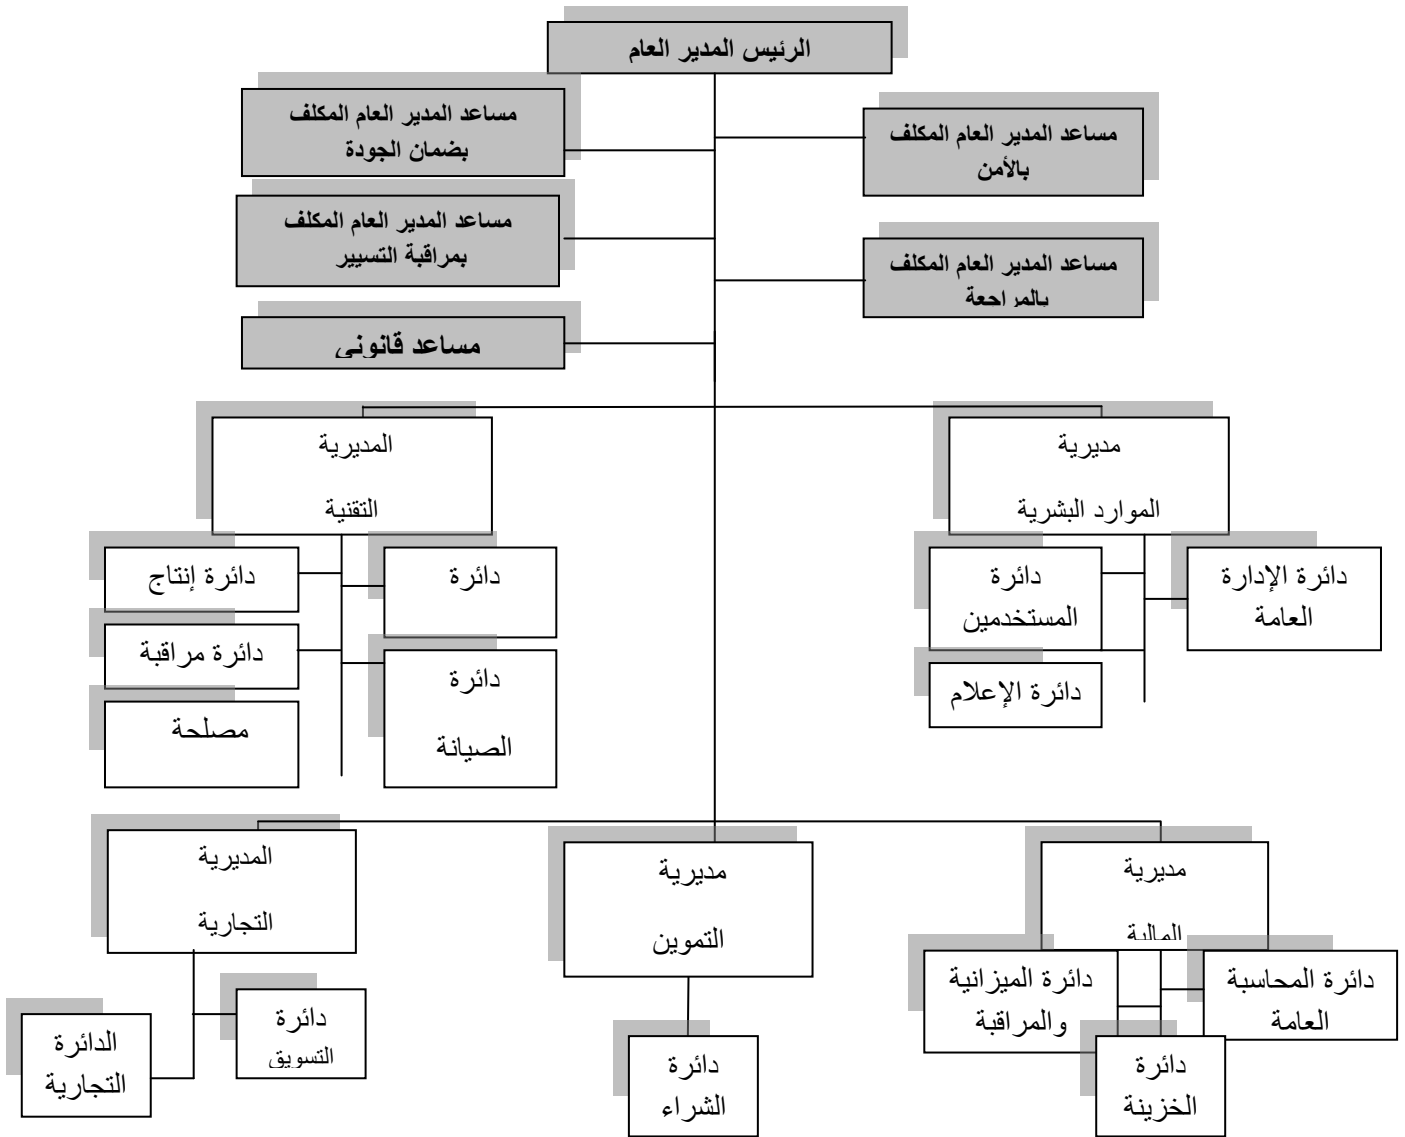 الرئيس المدير العام
مساعد المدير العام المكلف
بالأمن
مساعد المدير العام المكلف
بضمان الجودة
مساعد المدير العام المكلف
بمراقبة التسيير
مساعد المدير العام المكلف
بالمراجعة
مساعد قانوني
مديرية
الموارد البشرية
المديرية
التقنية
دائرة الإدارة
العامة
دائرة
المستخدمين
دائرة الإعلام
دائرة
دائرة إنتاج
دائرة مراقبة
دائرة
الصيانة
مصلحة
مديرية
المالية
مديرية
التموين
المديرية
التجارية
دائرة المحاسبة
العامة
دائرة الميزانية
والمراقبة
دائرة
الخزينة
دائرة
الشراء
دائرة
التسويق
الدائرة
التجارية